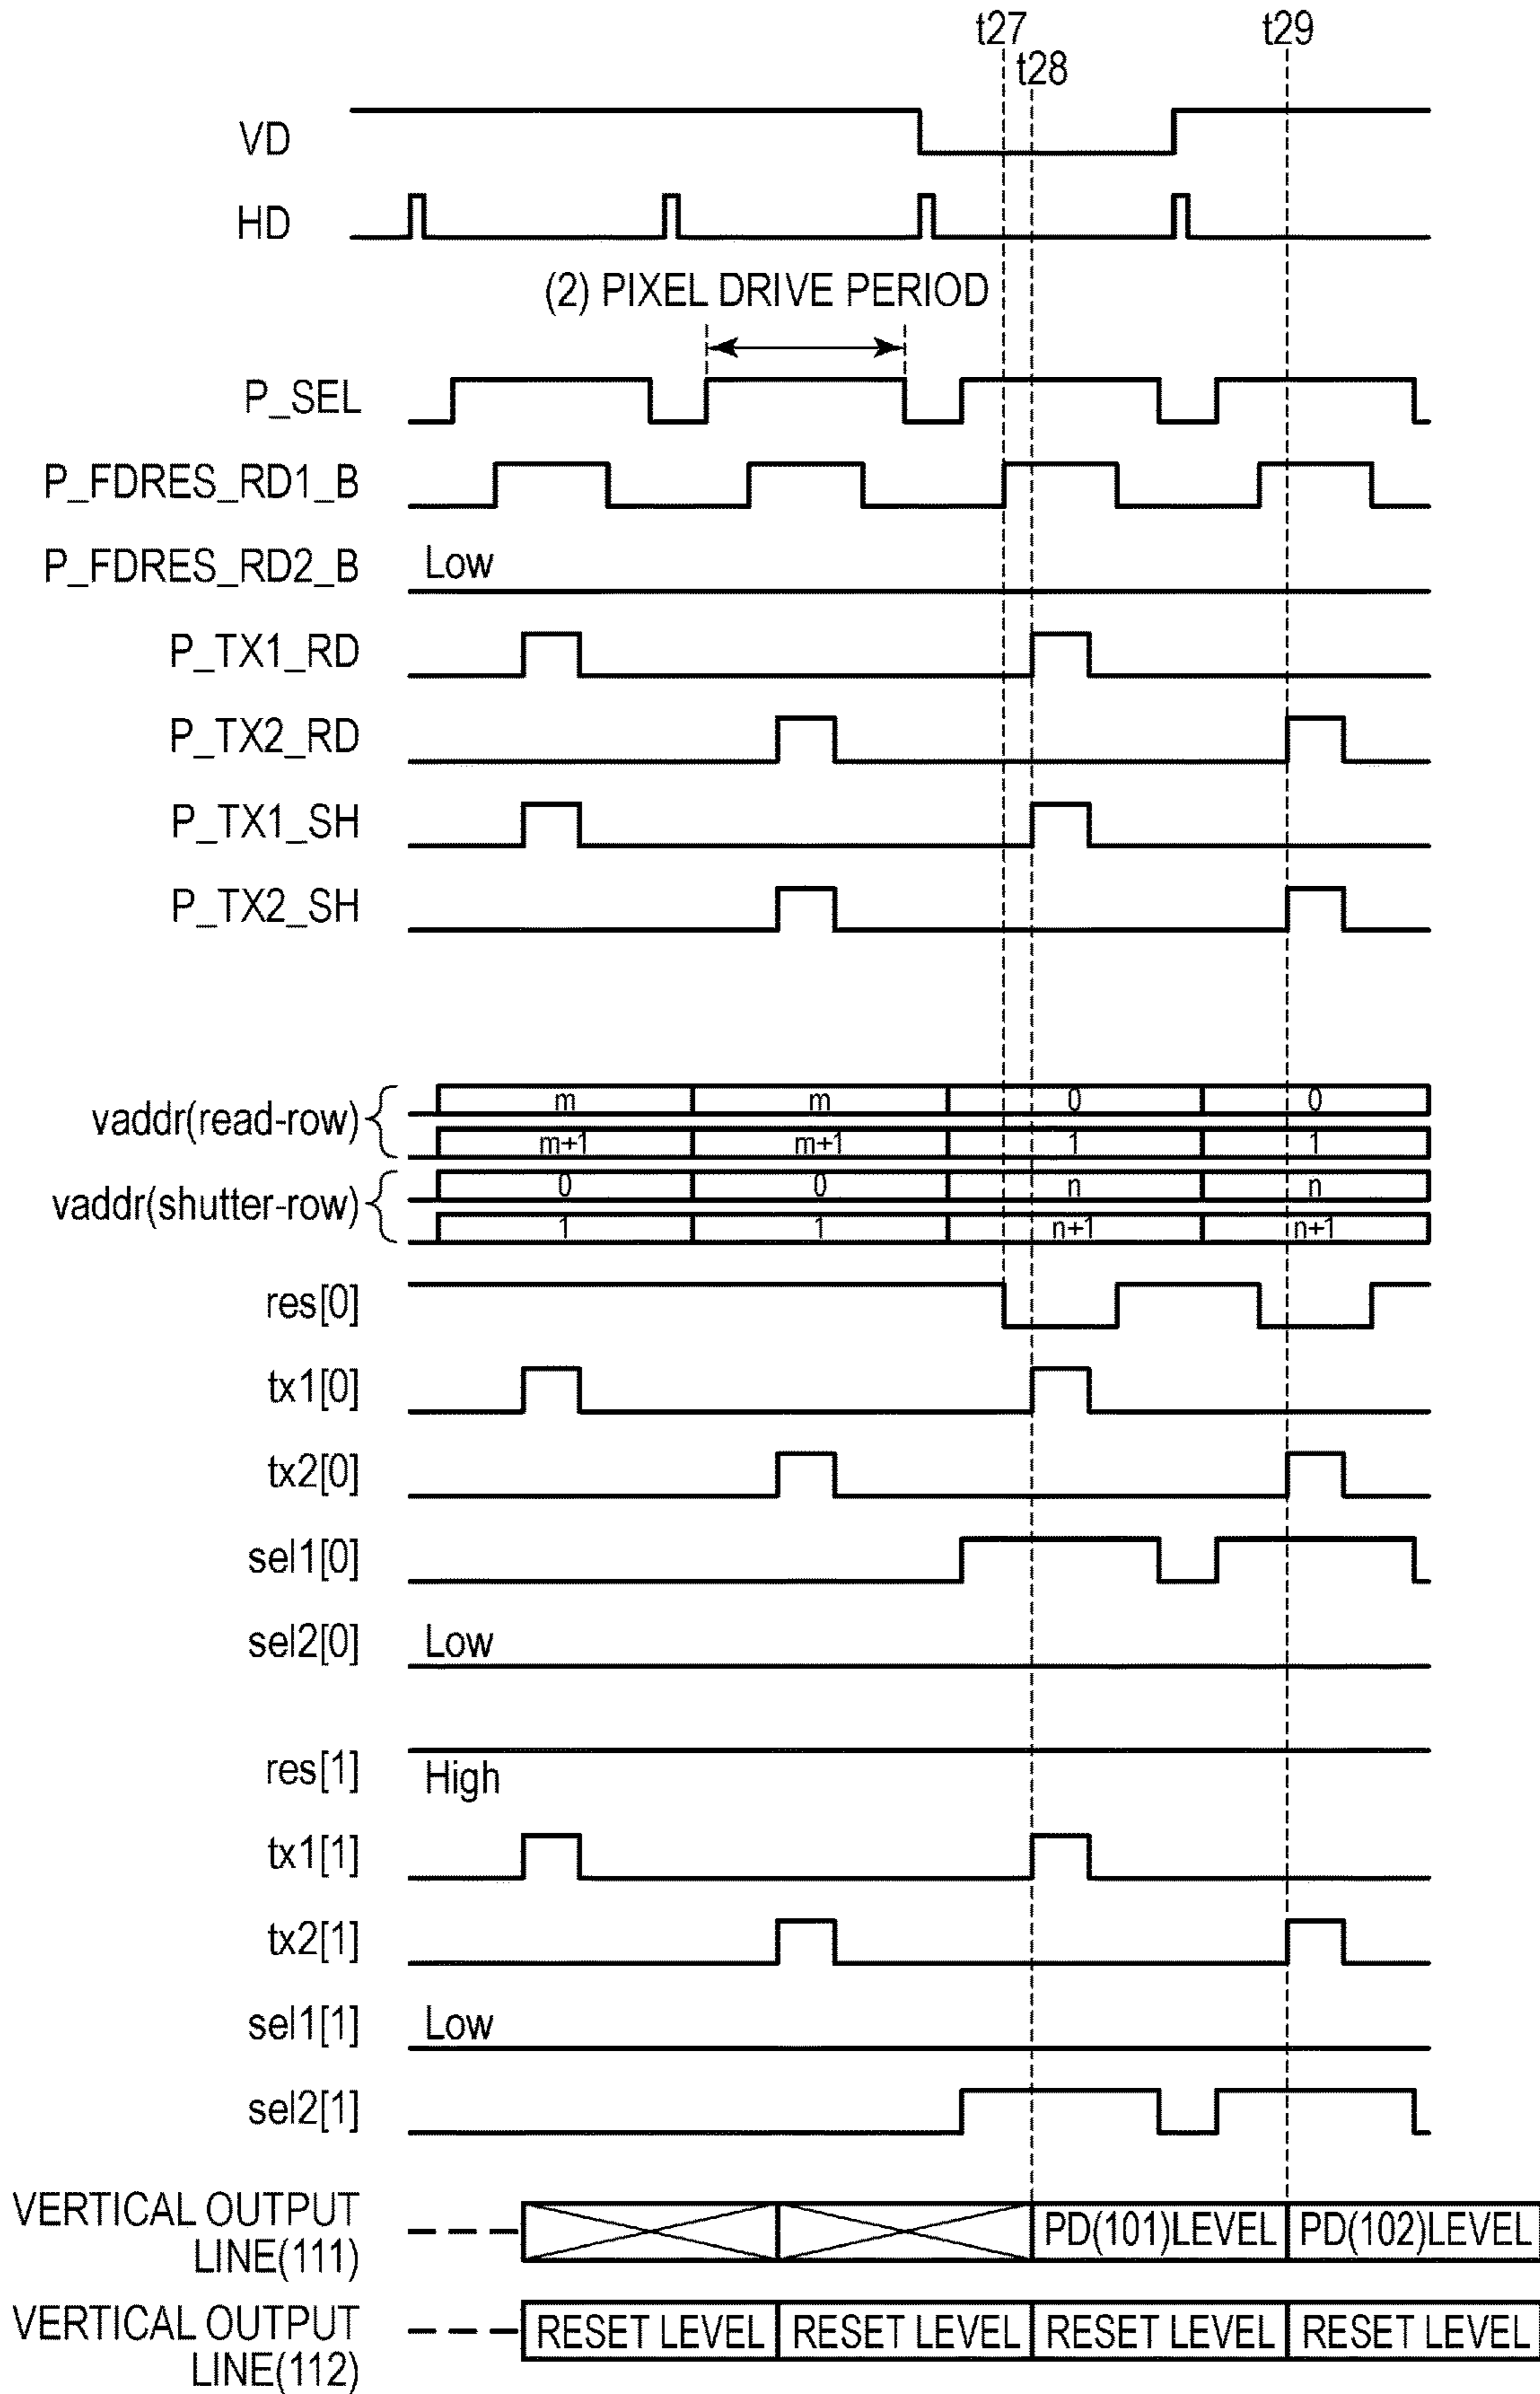 t27
t28
t29
VD
HD
(2) PIXEL DRIVE PERIOD
P_SEL
P_FDRES_RD1_B
P_FDRES_RD2_B Low
P_TX1_RD
P_TX2_RD
P_TX1_SH
P_TX2_SH
vaddr(read-row)
m m 0 0
m+1 m+1 1 1
vaddr(shutter-row)
0 0 n n
1 1 n+1 n+1
res[0]
tx1[0]
tx2[0]
sel1[0]
sel2[0] Low
res[1] High
tx1[1]
tx2[1]
sel1[1] Low
sel2[1]
VERTICAL OUTPUT
LINE(111)
PD(101)LEVEL PD(102)LEVEL
VERTICAL OUTPUT
LINE(112)
RESET LEVEL RESET LEVEL RESET LEVEL RESET LEVEL